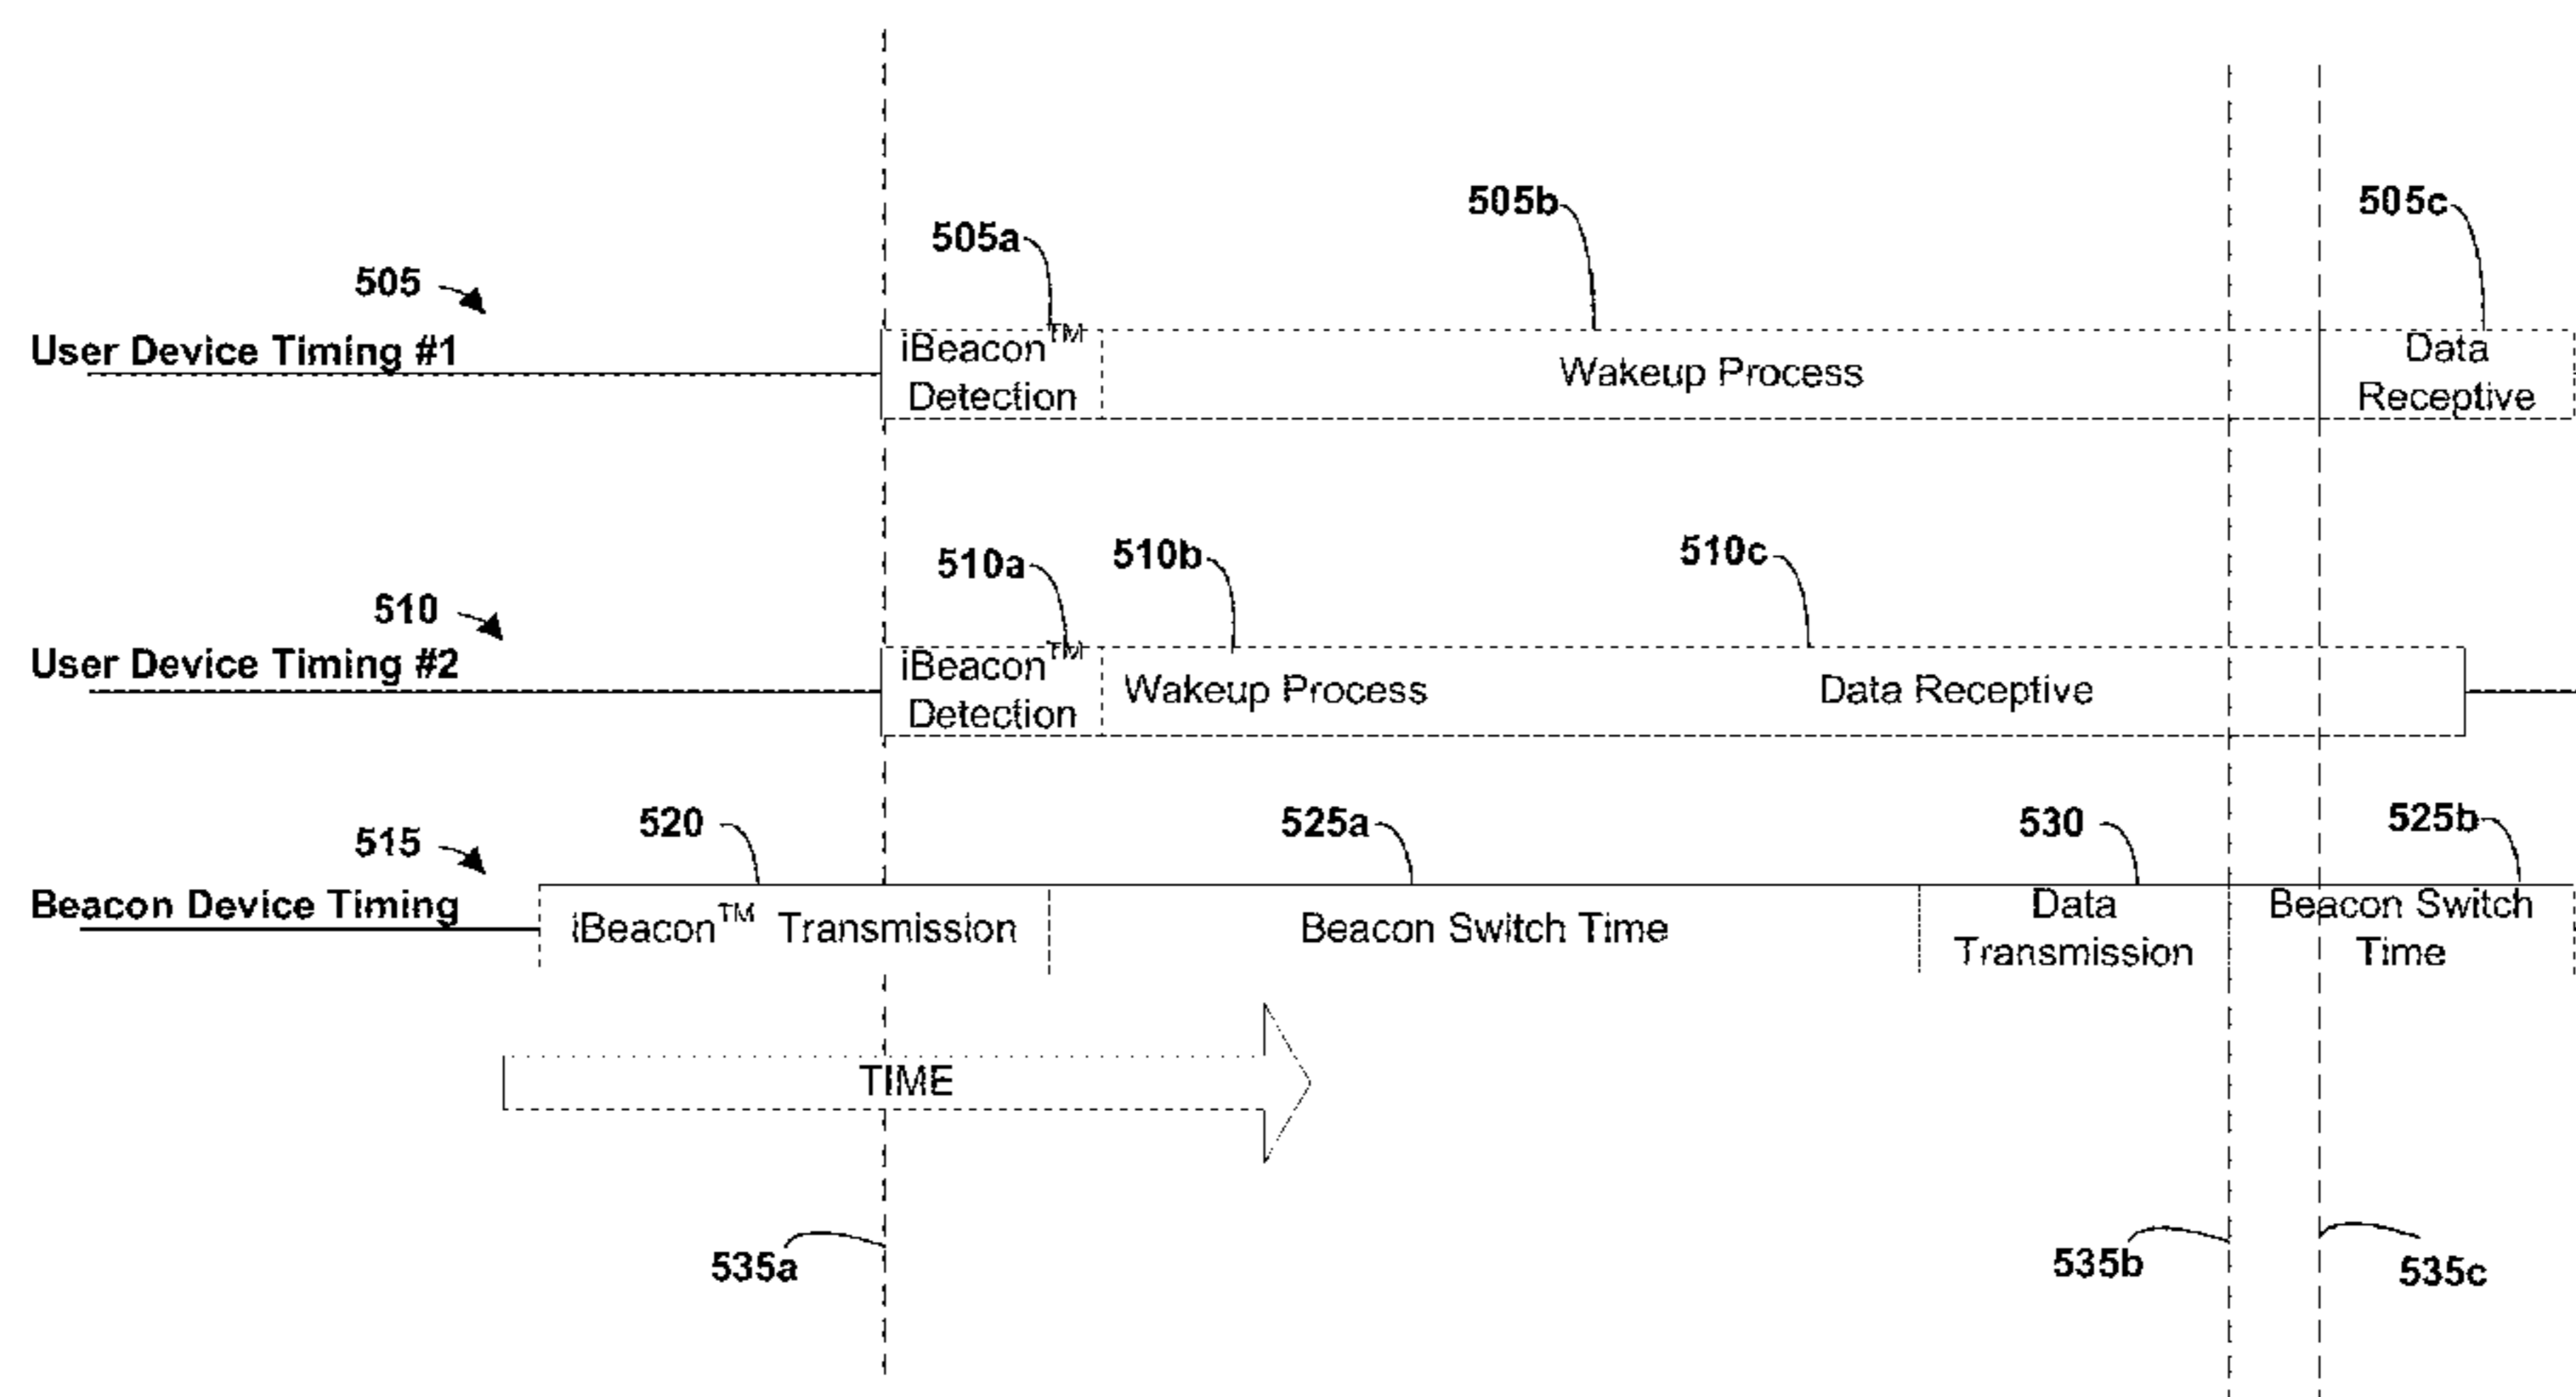 505a
505b
505c
505
User Device Timing #1
iBeacon™
Detection
Wakeup Process
Data
Receptive
510a
510b
510c
510
User Device Timing #2
iBeacon™
Detection
Wakeup Process
Data Receptive
520
525a
530
525b
515
Beacon Device Timing
iBeacon™ Transmission
Beacon Switch Time
Data
Transmission
Beacon Switch
Time
TIME
535a
535b
535c